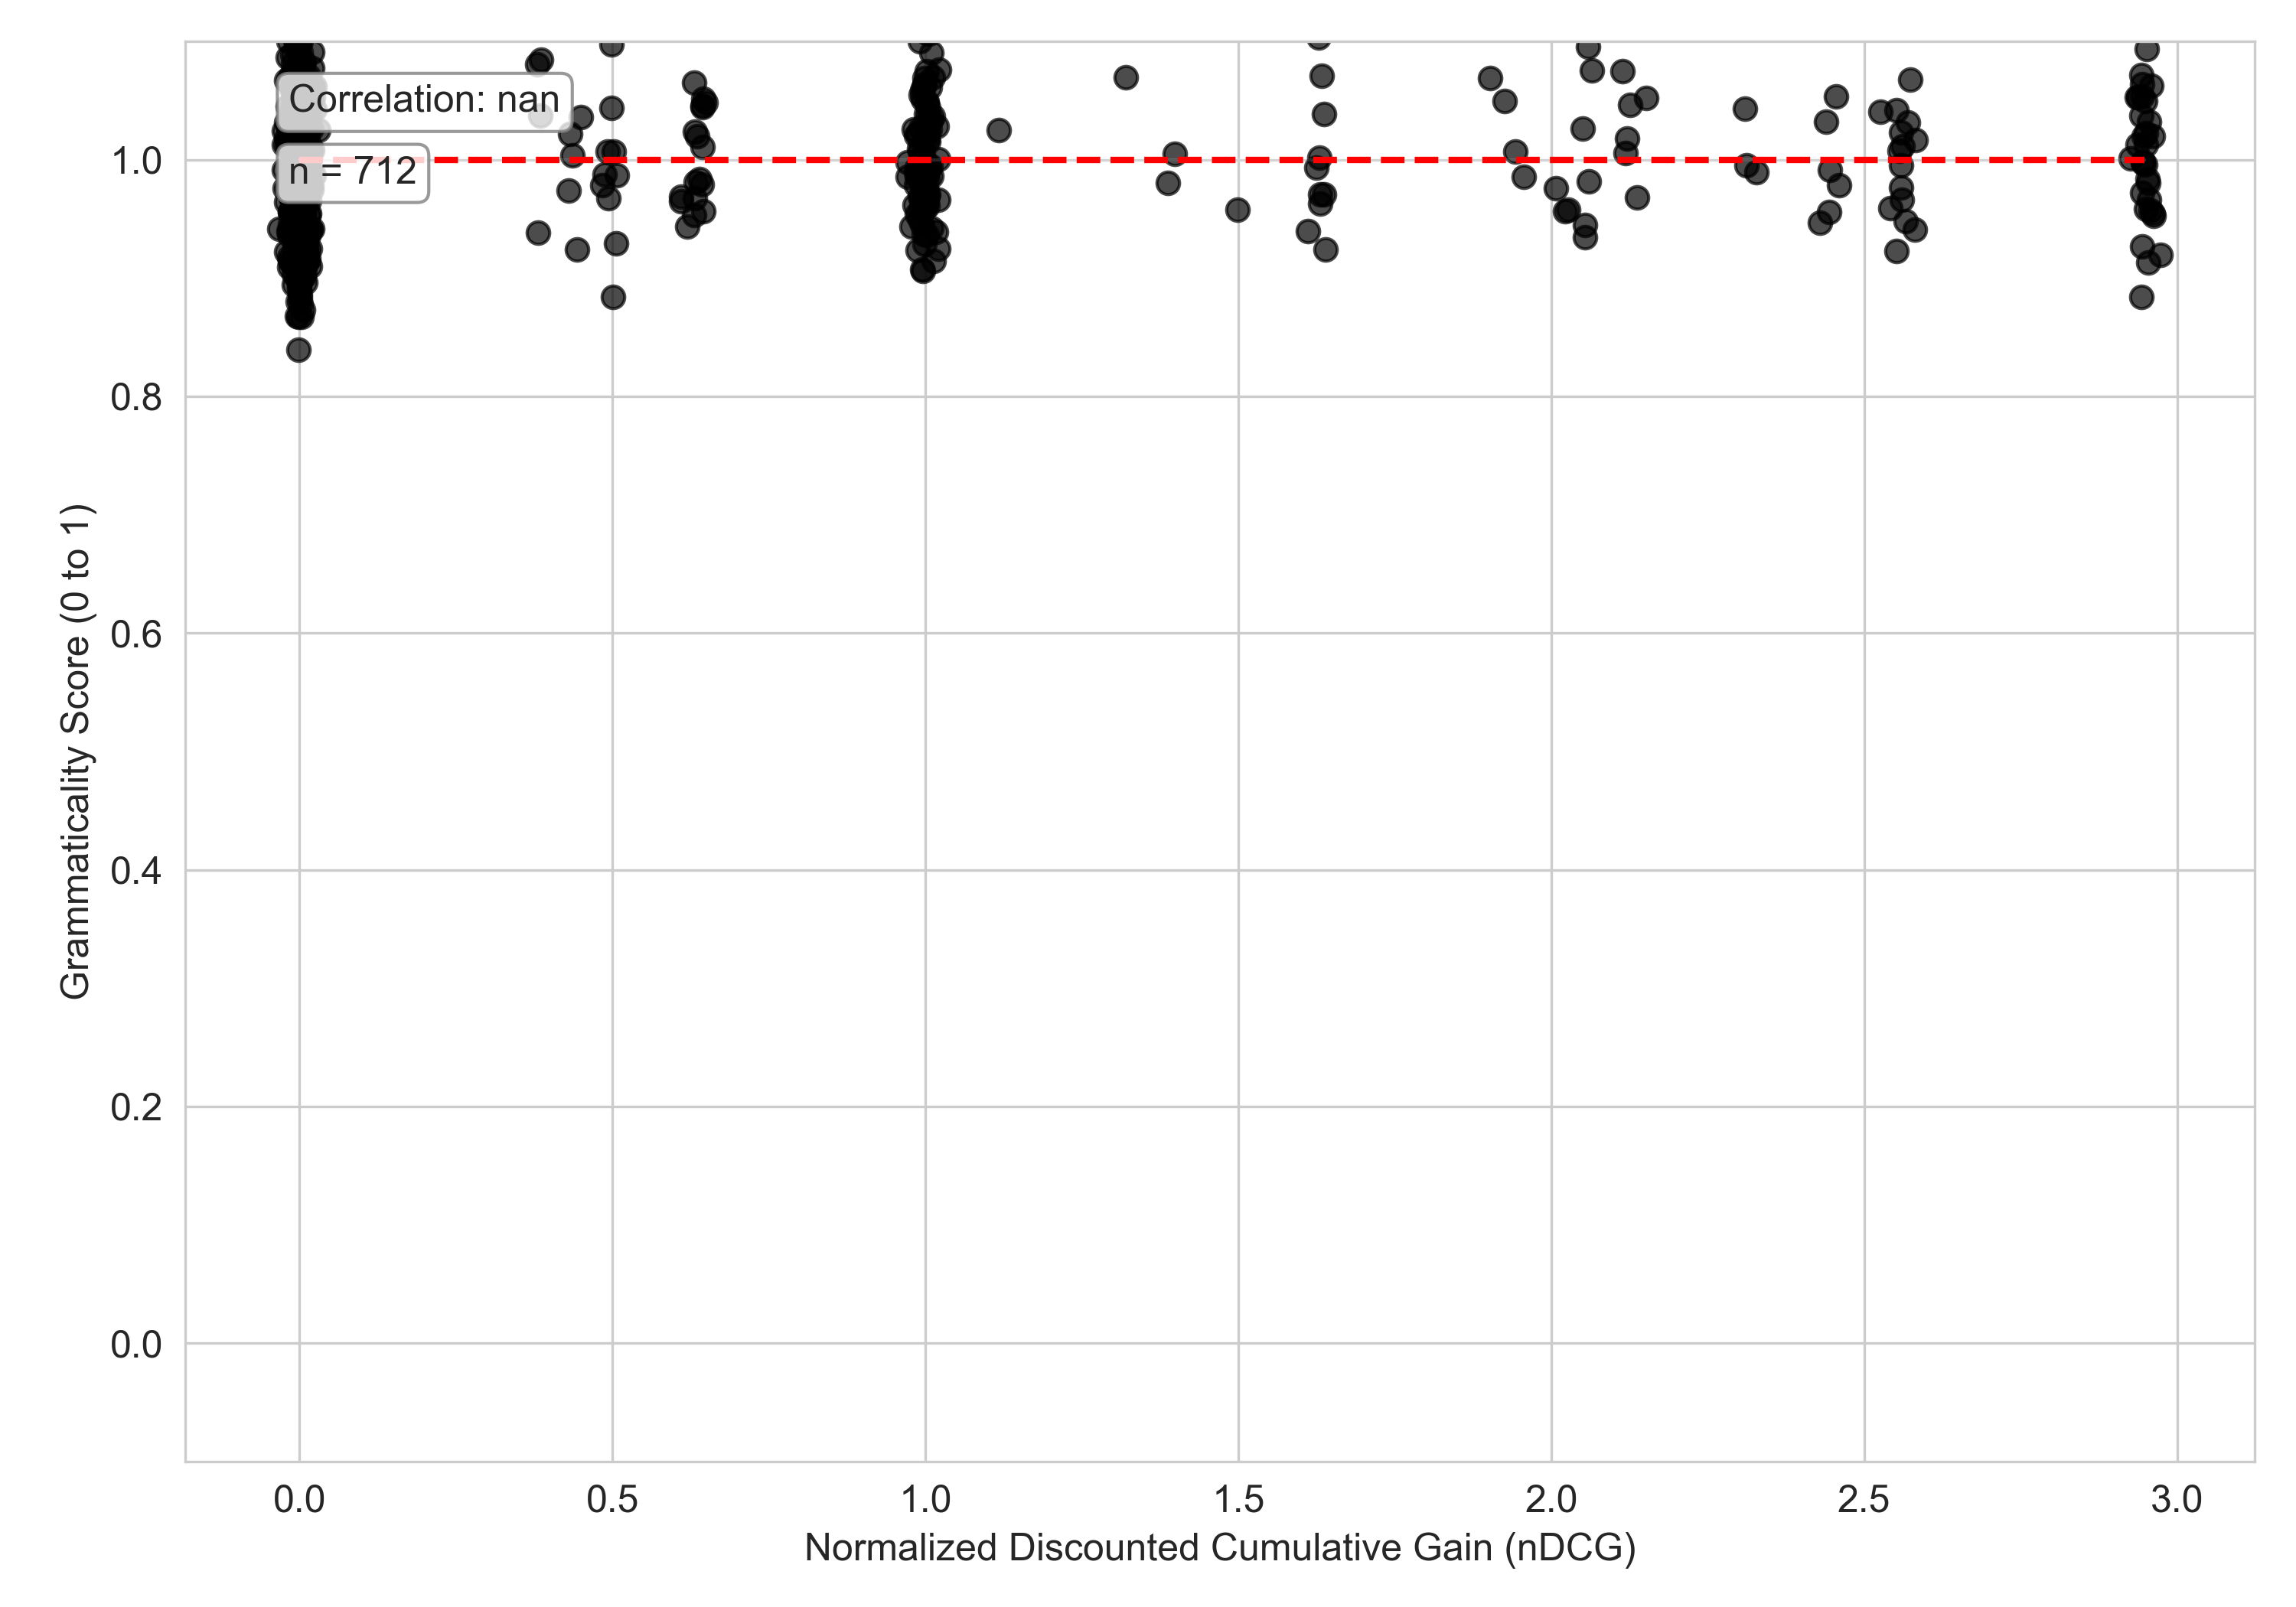 Correlation: nan
n = 712
1.0
0.8
0.6
0.4
0.2
0.0
Grammaticality Score (0 to 1)
0.0 0.5 1.0 1.5 2.0 2.5 3.0
Normalized Discounted Cumulative Gain (nDCG)